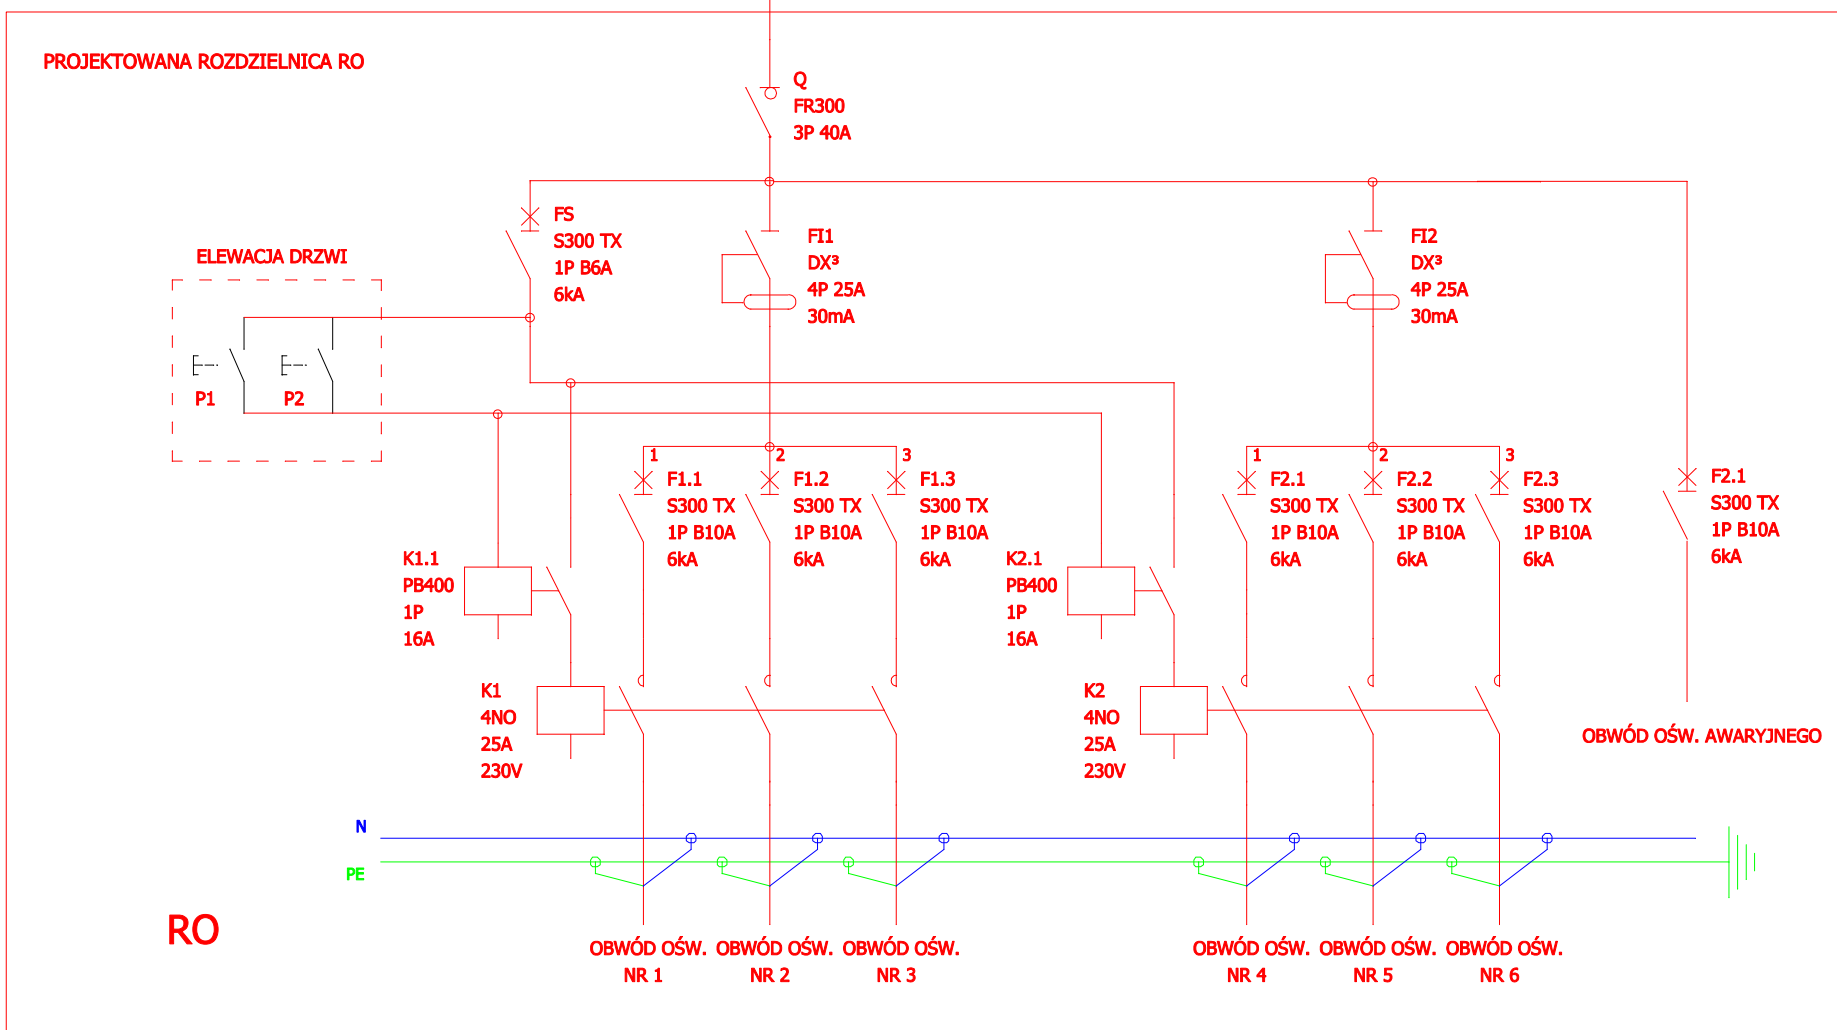 PROJEKTOWANA ROZDZIELNICA RO
Q
FR300
3P 40A
FS
S300 TX
1P B6A
6kA
FI1
DX³
4P 25A
30mA
FI2
DX³
4P 25A
30mA
ELEWACJA DRZWI
P1
P2
1
F1.1
S300 TX
1P B10A
6kA
2
F1.2
S300 TX
1P B10A
6kA
3
F1.3
S300 TX
1P B10A
6kA
1
F2.1
S300 TX
1P B10A
6kA
2
F2.2
S300 TX
1P B10A
6kA
3
F2.3
S300 TX
1P B10A
6kA
F2.1
S300 TX
1P B10A
6kA
K1.1
PB400
1P
16A
K2.1
PB400
1P
16A
K1
4NO
25A
230V
K2
4NO
25A
230V
OBWÓD OŚW. AWARYJNEGO
N
PE
RO
OBWÓD OŚW.
NR 1
OBWÓD OŚW.
NR 2
OBWÓD OŚW.
NR 3
OBWÓD OŚW.
NR 4
OBWÓD OŚW.
NR 5
OBWÓD OŚW.
NR 6